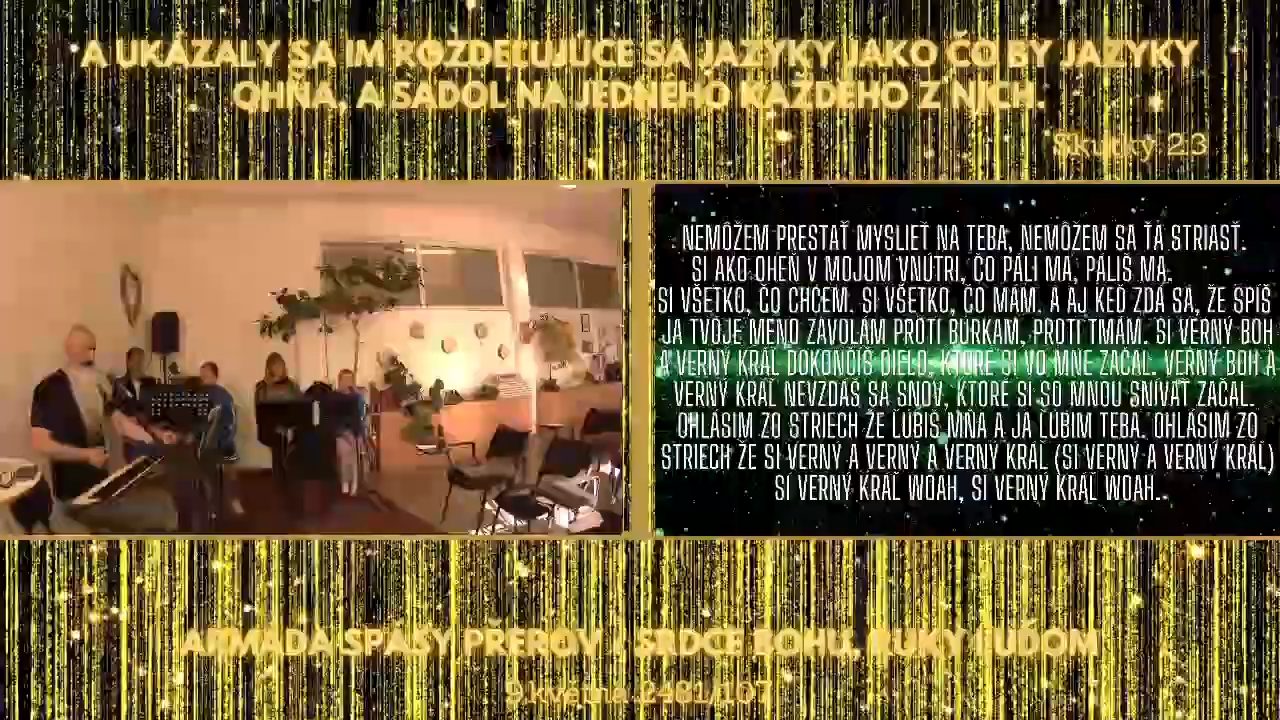 A UKÁZALY SA IM ROZDEĽUJÚCE SA JAZYKY JAKO ČO BY JAZYKY
OHŇA, A SADOL NA JEDNÉHO KAŽDÉHO Z NICH.
Skutky 2:3
NEMÔŽEM PRESTAŤ MYSLIEŤ NA TEBA, NEMÔŽEM SA ŤA STRIASŤ.
SI AKO OHEŇ V MOJOM VNÚTRI, ČO PÁLI MA, PÁLIŠ MA.
SI VŠETKO, ČO CHCEM. SI VŠETKO, ČO MÁM. A AJ KEĎ ZDÁ SA, ŽE SPÍŠ
JA TVOJE MENO ZAVOLÁM PROTI BÚRKAM, PROTI TMÁM. SI VERNÝ BOH
A VERNÝ KRÁĽ DOKONČÍŠ DIELO, KTORÉ SI VO MNE ZAČAL. VERNÝ BOH A
VERNÝ KRÁĽ NEVZDÁŠ SA SNOV, KTORÉ SI SO MNOU SNÍVAŤ ZAČAL.
OHLÁSIM ZO STRIECH ŽE ĽÚBIŠ MŇA A JA ĽÚBIM TEBA. OHLÁSIM ZO
STRIECH ŽE SI VERNÝ A VERNÝ A VERNÝ KRÁĽ (SI VERNÝ A VERNÝ KRÁĽ)
SI VERNÝ KRÁĽ WOAH, SI VERNÝ KRÁĽ WOAH..
ARMÁDA SPÁSY PŘEROV - SRDCE BOHU, RUKY ĽUĎOM
9.května 2481/107